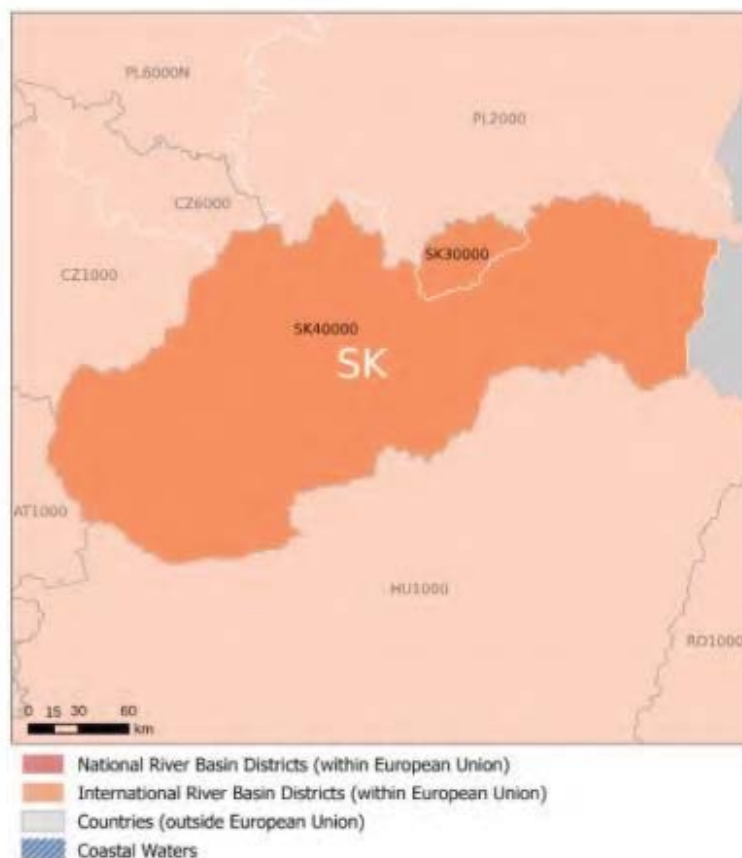 PL6000N
PL2000
CZ6000
SK30000
CZ1000
SK40000
SK
AT1000
HU1000
RO1000
0 15 30 60
km
National River Basin Districts (within European Union)
International River Basin Districts (within European Union)
Countries (outside European Union)
Coastal Waters